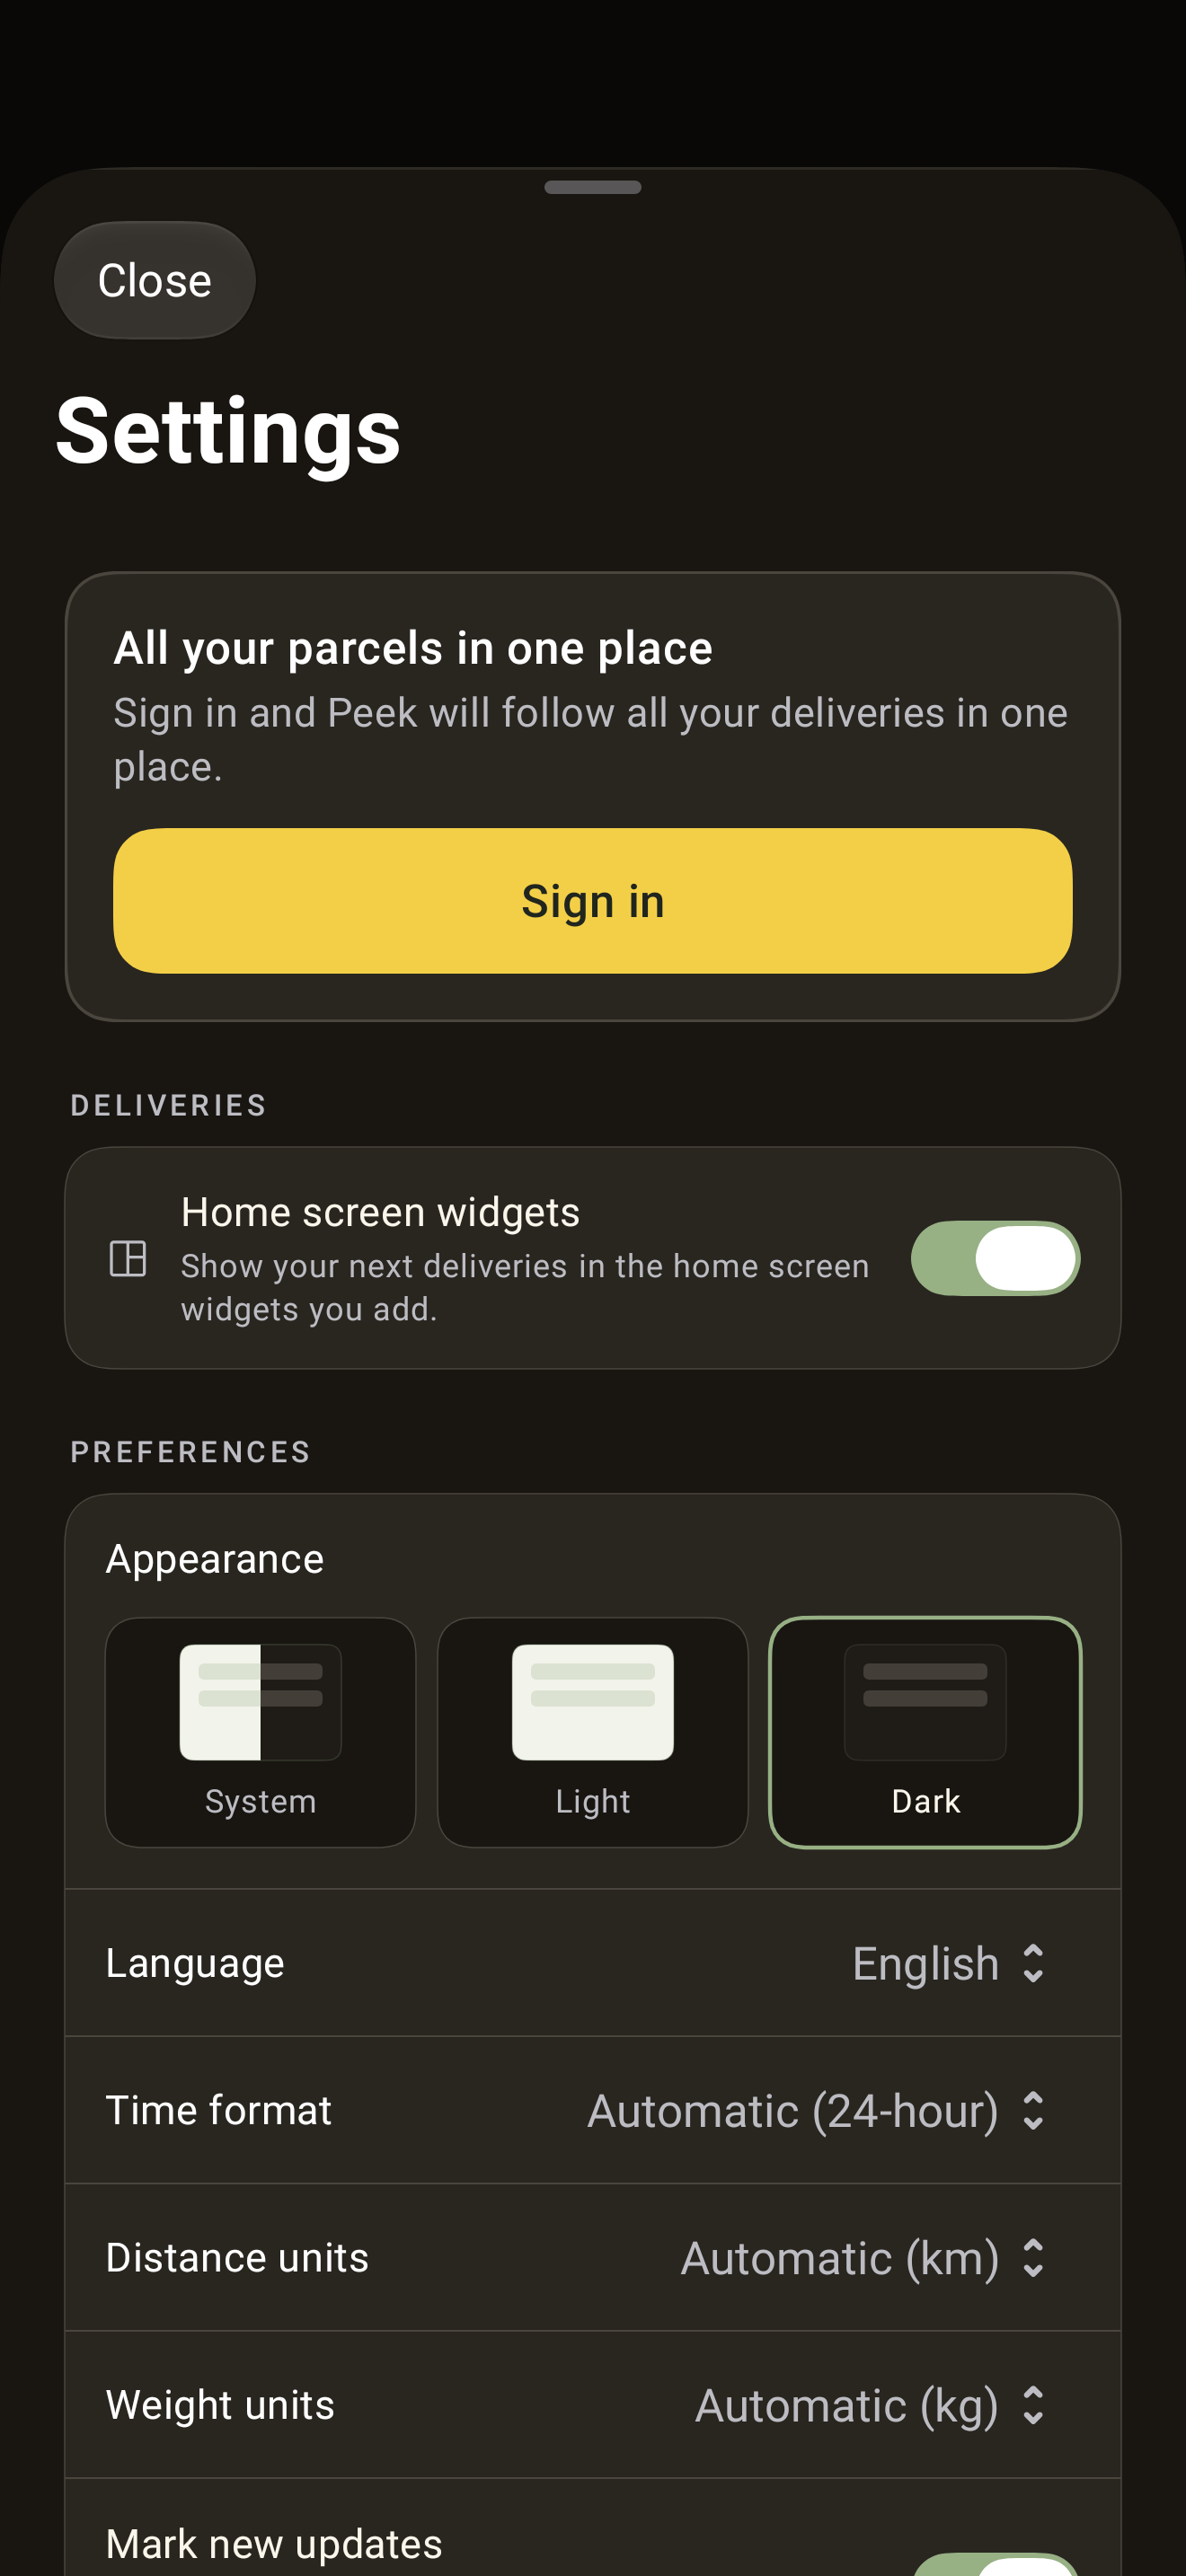 Close
Settings
All your parcels in one place
Sign in and Peek will follow all your deliveries in one
place.
Sign in
DELIVERIES
Home screen widgets
Show your next deliveries in the home screen
widgets you add.
PREFERENCES
Appearance
System
Light
Dark
Language
English
Time format
Automatic (24-hour)
Distance units
Automatic (km)
Weight units
Automatic (kg)
Mark new updates